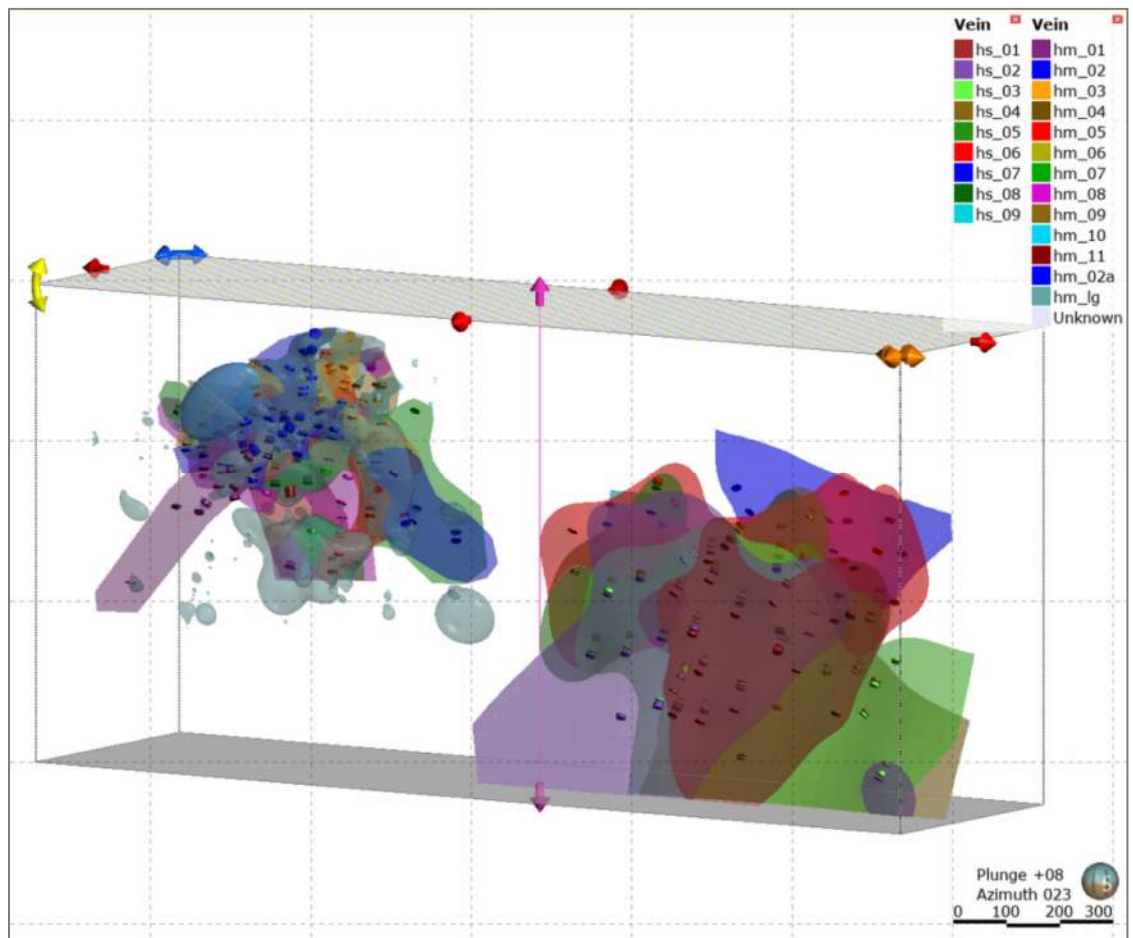 Vein Vein
hs_01 hm_01
hs_02 hm_02
hs_03 hm_03
hs_04 hm_04
hs_05 hm_05
hs_06 hm_06
hs_07 hm_07
hs_08 hm_08
hs_09 hm_09
hm_10
hm_11
hm_02a
hm_lg
Unknown
Plunge +08
Azimuth 023
0 100 200 300